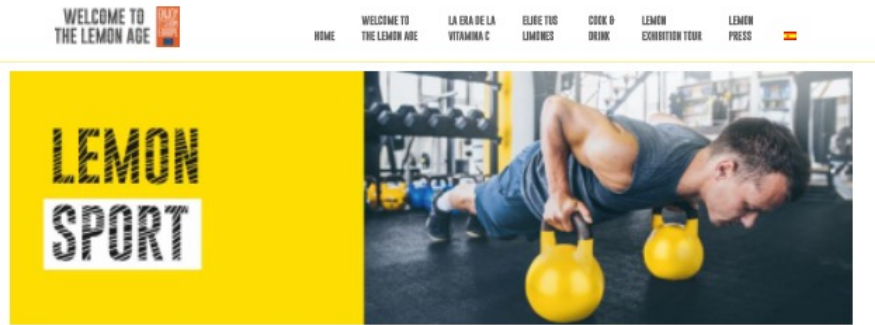 WELCOME TO
THE LEMON AGE
HOME
WELCOME TO
THE LEMON AGE
LA ERA DE LA
VITAMINA C
ELIGE TUS
LIMONES
COOK &
DRINK
LEMON
EXHIBITION TOUR
LEMON
PRESS
LEMON
SPORT